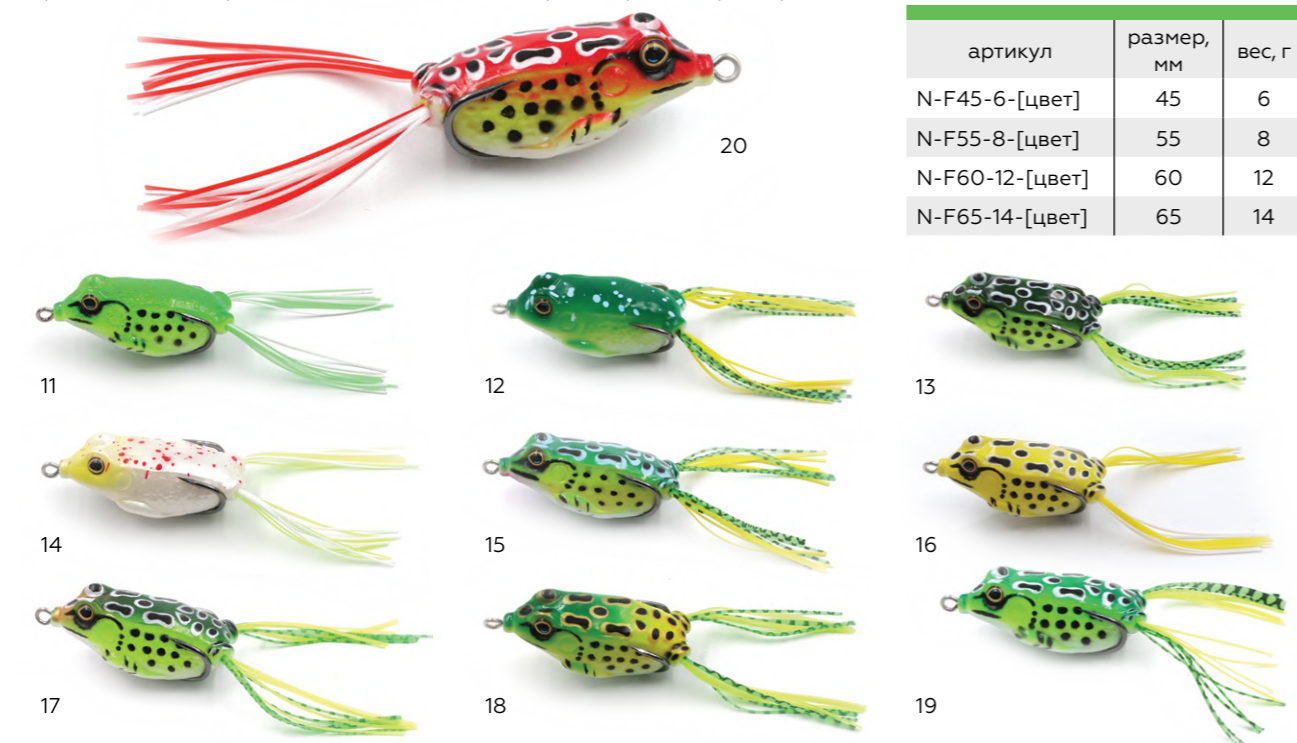 артикул размер, мм вес, г
N-F45-6-[цвет] 45 6
N-F55-8-[цвет] 55 8
N-F60-12-[цвет] 60 12
N-F65-14-[цвет] 65 14
20
11 12 13
14 15 16
17 18 19